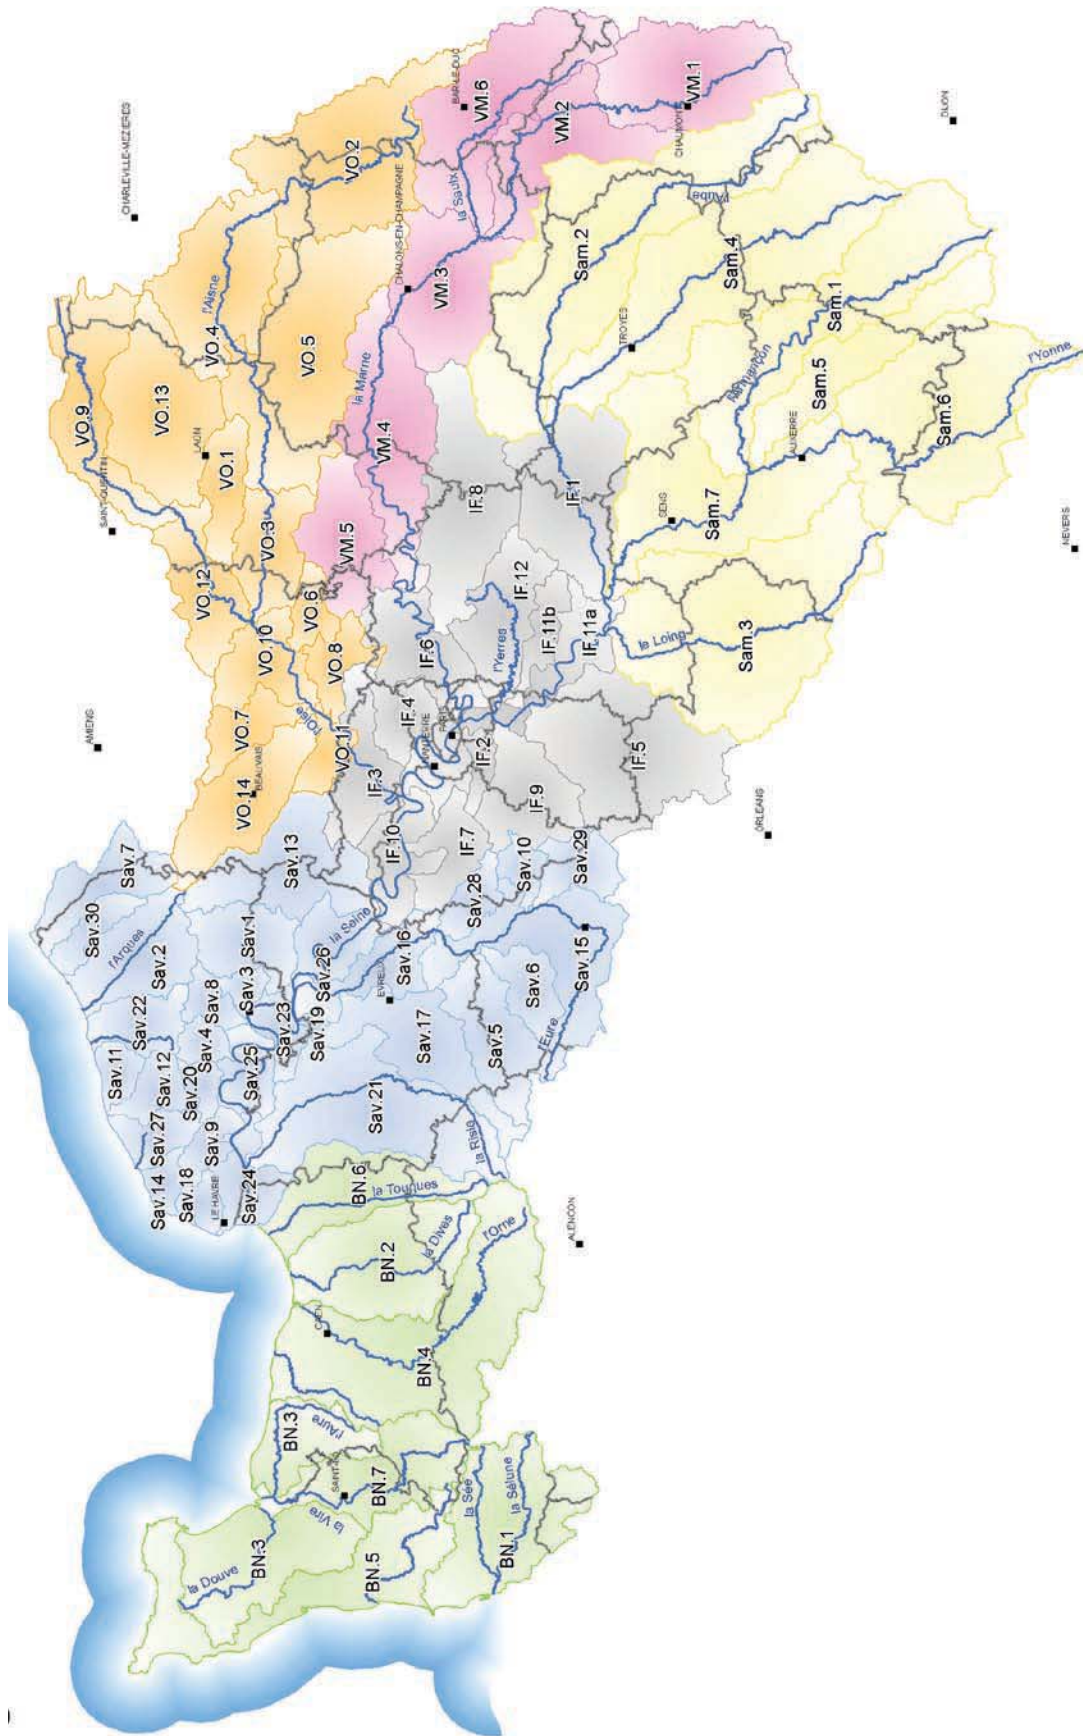 CHARLEVILLE-MEZIERES
SAINT-QUENTIN
AMIENS
LAON
BEAUVAIS
VO.9
VO.13
VO.4
l'Aisne
VO.2
VO.1
VO.12
VO.3
VO.5
VO.10
VO.6
VO.7
VO.8
VO.14
VO.11
l'Oise
BAR-LE-DUC
VM.6
la Saulx
CHALONS-EN-CHAMPAGNE
VM.3
VM.2
VM.1
CHAUMONT
la Marne
VM.4
VM.5
DIJON
l'Aube
Sam.2
TROYES
Sam.4
Sam.1
l'Armançon
Sam.5
AUXERRE
Sam.6
l'Yonne
SENS
Sam.7
le Loing
Sam.3
NEVERS
ORLEANS
IF.8
IF.1
IF.12
l'Yerres
IF.11b
IF.11a
IF.6
IF.4
PARIS
NANTERRE
IF.2
IF.3
IF.5
IF.9
IF.10
IF.7
Sav.7
Sav.30
l'Arques
Sav.13
Sav.2
Sav.1
la Seine
Sav.10
Sav.29
Sav.28
Sav.22
Sav.8
Sav.3
Sav.26
Sav.16
EVREUX
Sav.15
Sav.6
Sav.11
Sav.4
Sav.23
Sav.19
Sav.17
Sav.5
l'Eure
Sav.12
Sav.20
Sav.25
Sav.21
Sav.27
Sav.9
Sav.14
Sav.18
LE HAVRE
Sav.24
la Risle
BN.6
la Touques
BN.2
la Dives
l'Orne
ALENCON
CAEN
BN.4
BN.3
l'Aure
SAINT-LO
BN.7
la Vire
la Sée
la Sélune
BN.1
BN.5
BN.3
la Douve